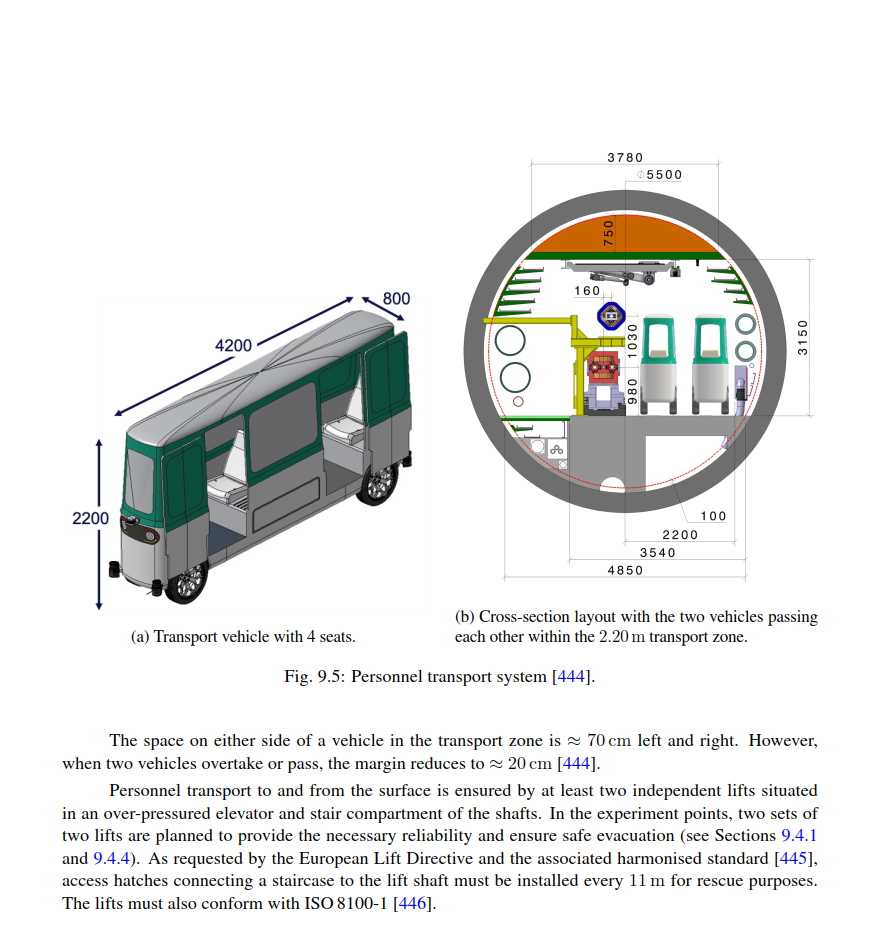 3780
⌀5500
750
160
1030
980
3150
100
2200
3540
4850
800
4200
2200
(a) Transport vehicle with 4 seats.
(b) Cross-section layout with the two vehicles passing
each other within the 2.20 m transport zone.
Fig. 9.5: Personnel transport system [444].
The space on either side of a vehicle in the transport zone is ≈ 70 cm left and right. However,
when two vehicles overtake or pass, the margin reduces to ≈ 20 cm [444].
Personnel transport to and from the surface is ensured by at least two independent lifts situated
in an over-pressured elevator and stair compartment of the shafts. In the experiment points, two sets of
two lifts are planned to provide the necessary reliability and ensure safe evacuation (see Sections 9.4.1
and 9.4.4). As requested by the European Lift Directive and the associated harmonised standard [445],
access hatches connecting a staircase to the lift shaft must be installed every 11 m for rescue purposes.
The lifts must also conform with ISO 8100-1 [446].